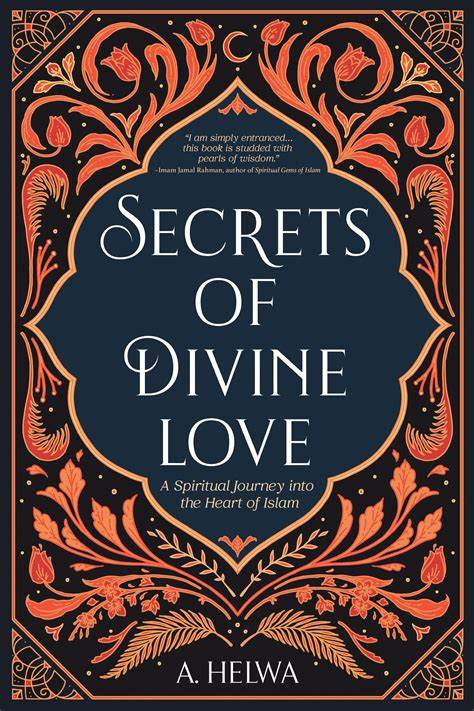 “I am simply entranced...
this book is studded with
pearls of wisdom.”
-Imam Jamal Rahman, author of Spiritual Gems of Islam
SECRETS
OF
DIVINE
LOVE
A Spiritual Journey into
the Heart of Islam
A. HELWA